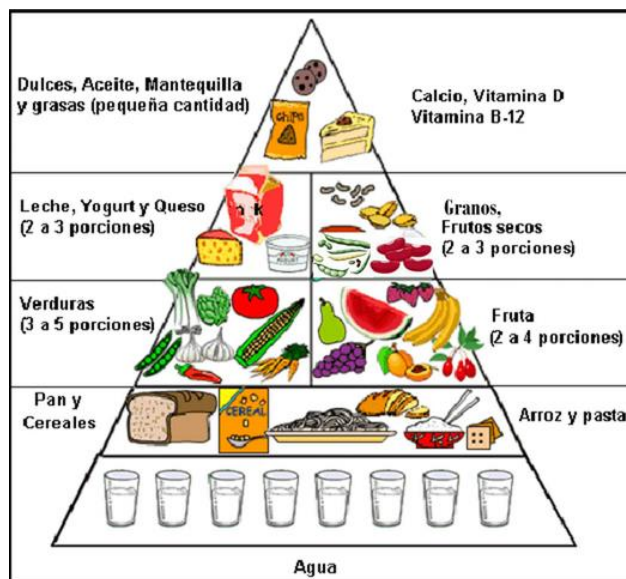 Dulces, Aceite, Mantequilla
y grasas (pequeña cantidad)
Calcio, Vitamina D
Vitamina B-12
CHIPS
Leche, Yogurt y Queso
(2 a 3 porciones)
Granos,
Frutos secos
(2 a 3 porciones)
YOGURT
Verduras
(3 a 5 porciones)
Fruta
(2 a 4 porciones)
Pan y
Cereales
CEREAL
Arroz y pasta
Agua